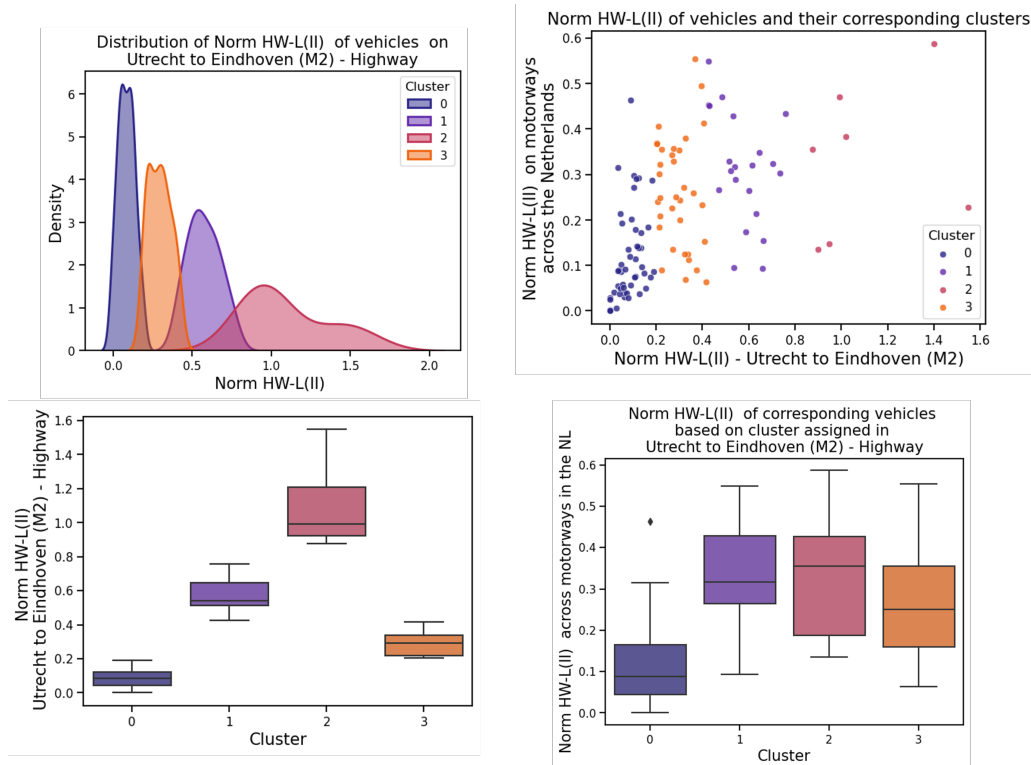 Distribution of Norm HW-L(II) of vehicles on
Utrecht to Eindhoven (M2) - Highway
Density
6
5
4
3
2
1
0
Cluster
0
1
2
3
0.0 0.5 1.0 1.5 2.0
Norm HW-L(II)
Norm HW-L(II) of vehicles and their corresponding clusters
Norm HW-L(II) on motorways
across the Netherlands
0.6
0.5
0.4
0.3
0.2
0.1
0.0
Cluster
0
1
2
3
0.0 0.2 0.4 0.6 0.8 1.0 1.2 1.4 1.6
Norm HW-L(II) - Utrecht to Eindhoven (M2)
Norm HW-L(II)
Utrecht to Eindhoven (M2) - Highway
1.6
1.4
1.2
1.0
0.8
0.6
0.4
0.2
0.0
0 1 2 3
Cluster
Norm HW-L(II) of corresponding vehicles
based on cluster assigned in
Utrecht to Eindhoven (M2) - Highway
Norm HW-L(II) across motorways in the NL
0.6
0.5
0.4
0.3
0.2
0.1
0.0
0 1 2 3
Cluster